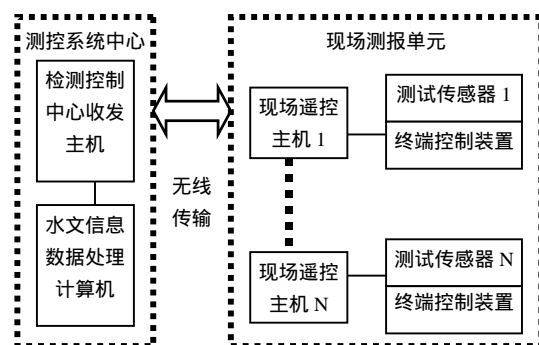 测控系统中心
检测控制
中心收发
主机
水文信息
数据处理
计算机
无线
传输
现场测报单元
现场遥控
主机 1
测试传感器 1
终端控制装置
现场遥控
主机 N
测试传感器 N
终端控制装置